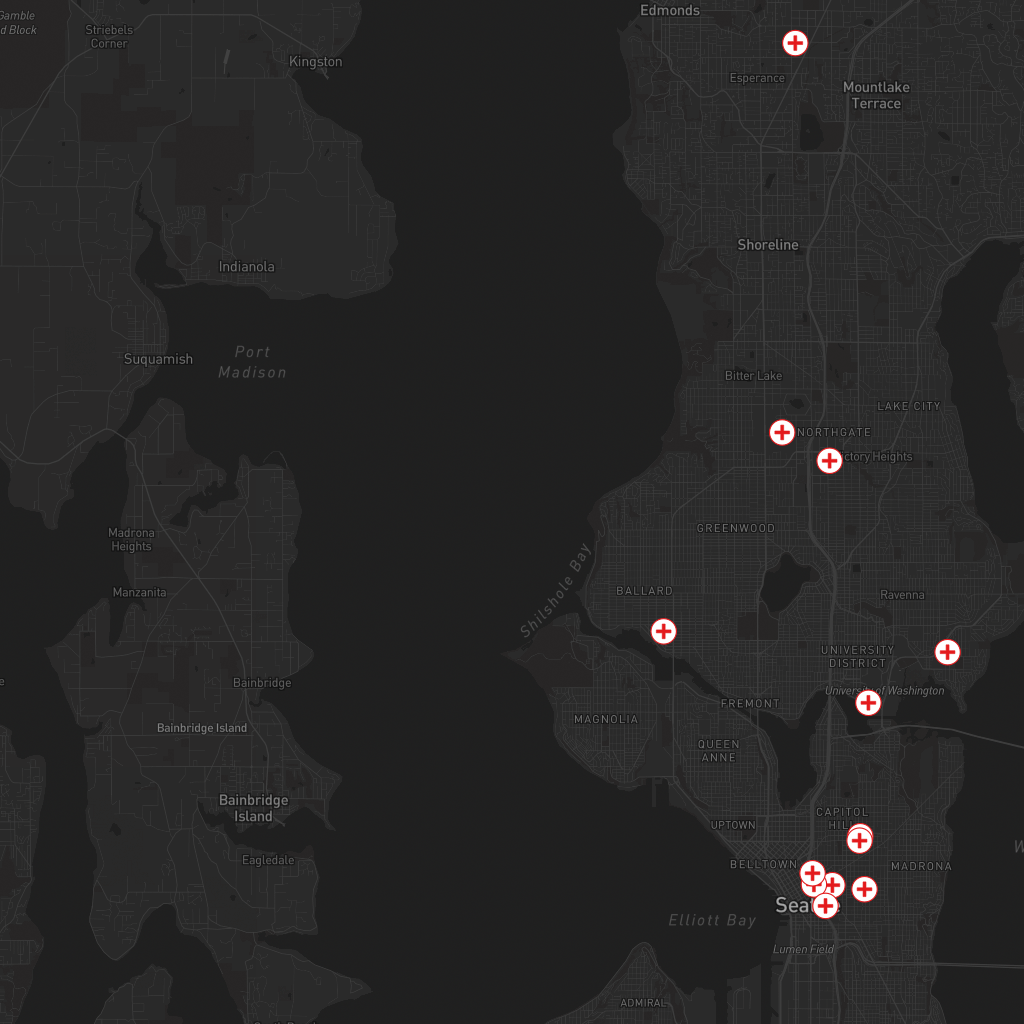 Gamble
d Block
Striebels
Corner
Kingston
Edmonds
Esperance
Mountlake
Terrace
Shoreline
Indianola
Port
Madison
Suquamish
Bitter Lake
LAKE CITY
NORTHGATE
ictory Heights
GREENWOOD
Madrona
Heights
Manzanita
Shilshole Bay
BALLARD
Ravenna
UNIVERSITY
DISTRICT
University of Washington
Bainbridge
Bainbridge Island
MAGNOLIA
FREMONT
QUEEN
ANNE
Bainbridge
Island
UPTOWN
CAPITOL
HILL
Eagledale
BELLTOWN
MADRONA
Seattle
Elliott Bay
Lumen Field
ADMIRAL